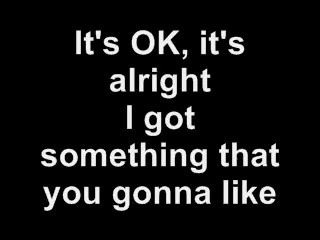 It's OK, it's
alright
I got
something that
you gonna like